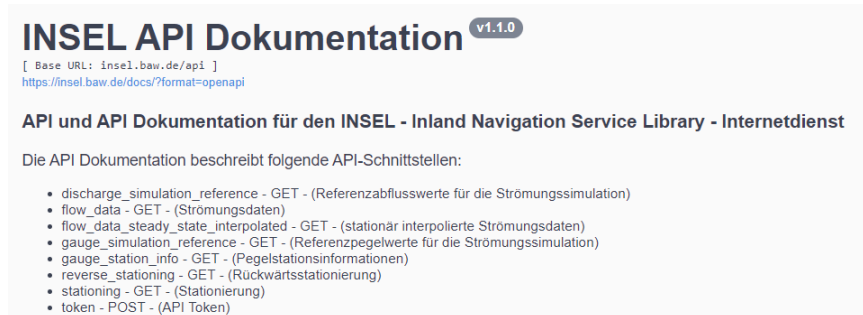 INSEL API Dokumentation v1.1.0
[ Base URL: insel.baw.de/api ]
https://insel.baw.de/docs/?format=openapi
API und API Dokumentation für den INSEL - Inland Navigation Service Library - Internetdienst
Die API Dokumentation beschreibt folgende API-Schnittstellen:
• discharge_simulation_reference - GET - (Referenzabflusswerte für die Strömungssimulation)
• flow_data - GET - (Strömungsdaten)
• flow_data_steady_state_interpolated - GET - (stationär interpolierte Strömungsdaten)
• gauge_simulation_reference - GET - (Referenzpegelwerte für die Strömungssimulation)
• gauge_station_info - GET - (Pegelstationsinformationen)
• reverse_stationing - GET - (Rückwärtsstationierung)
• stationing - GET - (Stationierung)
• token - POST - (API Token)